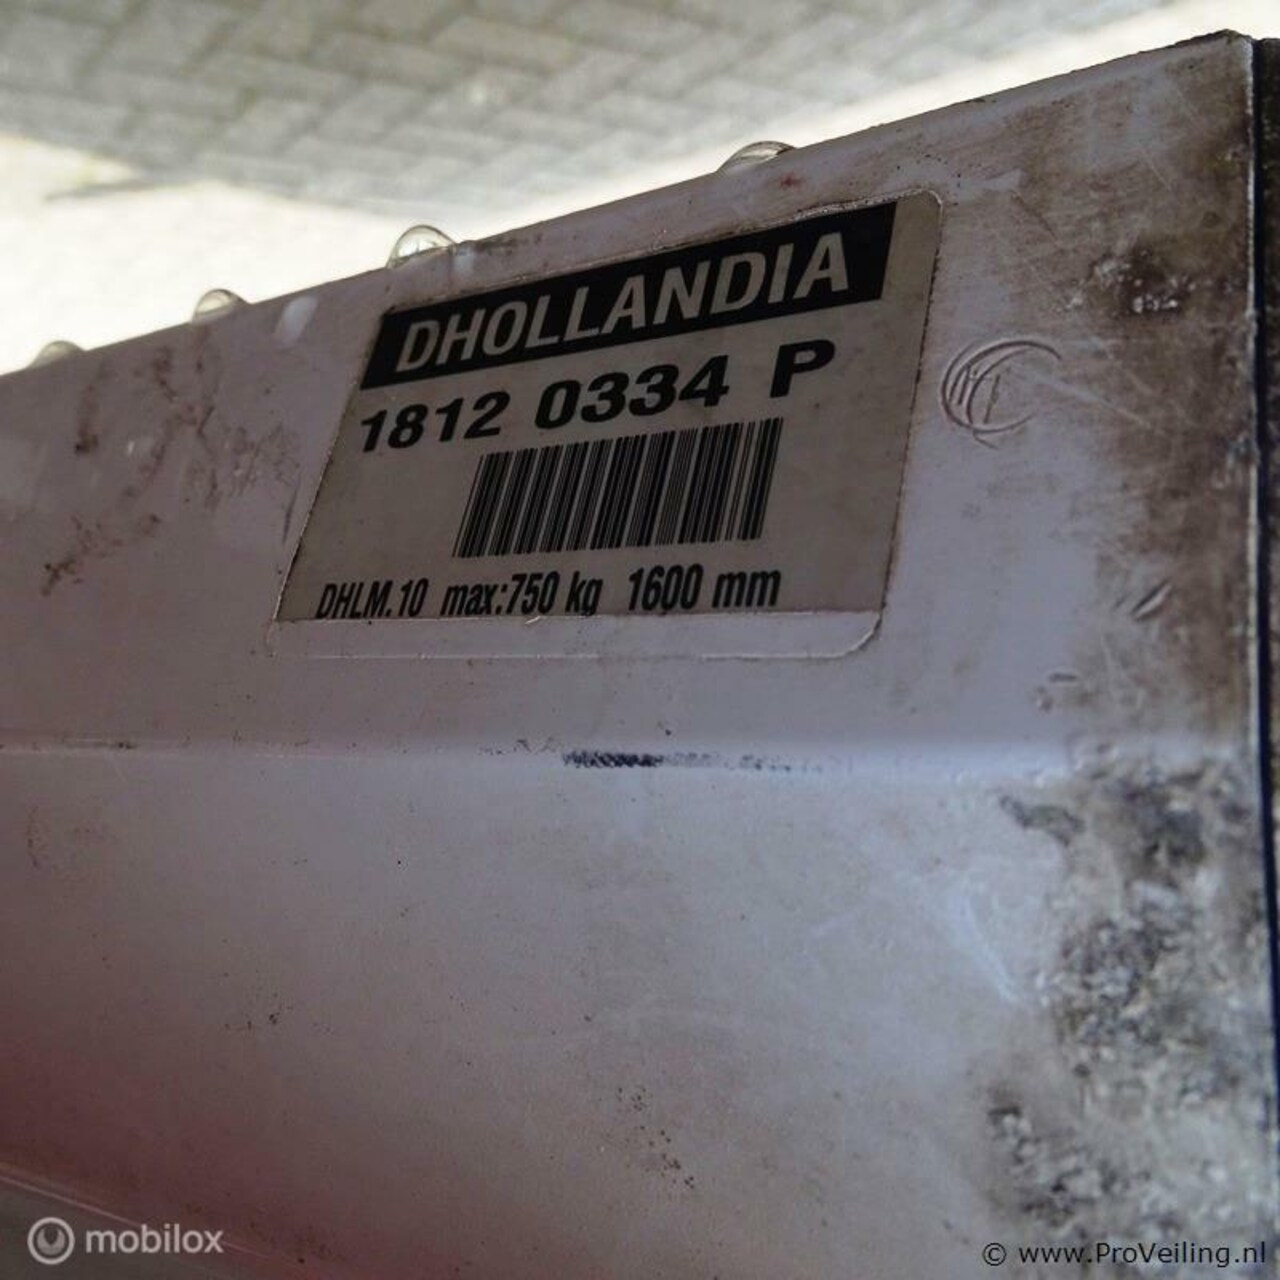 DHOLLANDIA
1812 0334 P
DHLM.10 max:750 kg 1600 mm
mobilox
© www.ProVeiling.nl